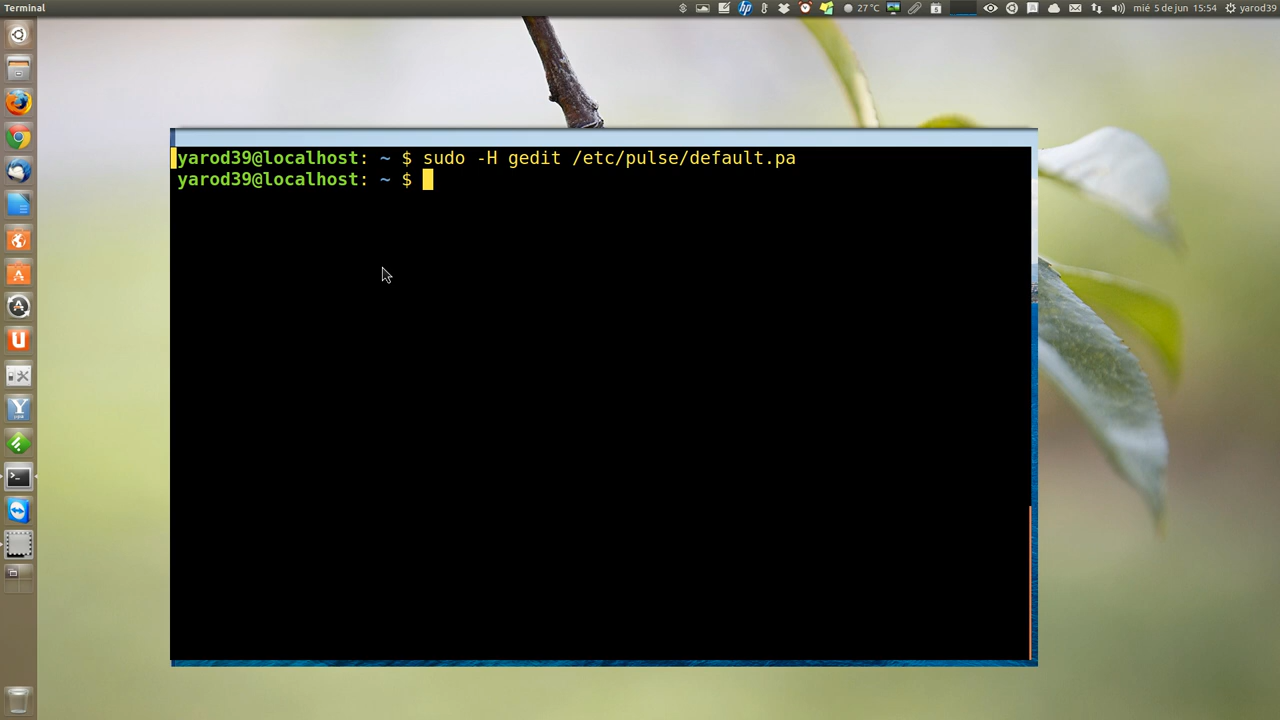 Terminal
27°C
mié 5 de jun 15:54
yarod39
yarod39@localhost: ~ $ sudo -H gedit /etc/pulse/default.pa
yarod39@localhost: ~ $